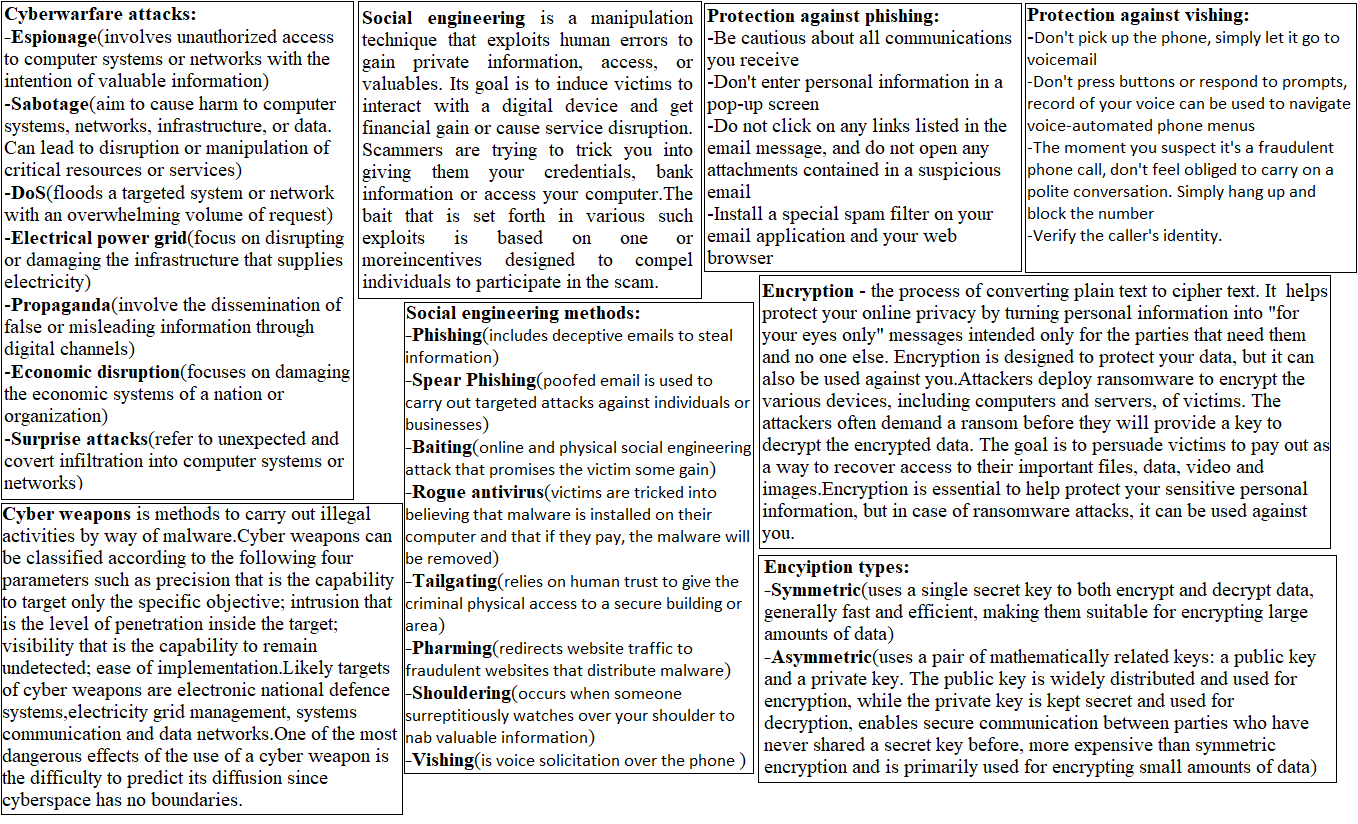 Cyberwarfare attacks:
-Espionage(involves unauthorized access
to computer systems or networks with the
intention of valuable information)
-Sabotage(aim to cause harm to computer
systems, networks, infrastructure, or data.
Can lead to disruption or manipulation of
critical resources or services)
-DoS(floods a targeted system or network
with an overwhelming volume of request)
-Electrical power grid(focus on disrupting
or damaging the infrastructure that supplies
electricity)
-Propaganda(involve the dissemination of
false or misleading information through
digital channels)
-Economic disruption(focuses on damaging
the economic systems of a nation or
organization)
-Surprise attacks(refer to unexpected and
covert infiltration into computer systems or
networks)
Cyber weapons is methods to carry out illegal
activities by way of malware.Cyber weapons can
be classified according to the following four
parameters such as precision that is the capability
to target only the specific objective; intrusion that
is the level of penetration inside the target;
visibility that is the capability to remain
undetected; ease of implementation.Likely targets
of cyber weapons are electronic national defence
systems,electricity grid management, systems
communication and data networks.One of the most
dangerous effects of the use of a cyber weapon is
the difficulty to predict its diffusion since
cyberspace has no boundaries.
Social engineering is a manipulation
technique that exploits human errors to
gain private information, access, or
valuables. Its goal is to induce victims to
interact with a digital device and get
financial gain or cause service disruption.
Scammers are trying to trick you into
giving them your credentials, bank
information or access your computer.The
bait that is set forth in various such
exploits is based on one or
moreincentives designed to compel
individuals to participate in the scam.
Social engineering methods:
-Phishing(includes deceptive emails to steal
information)
-Spear Phishing(poofed email is used to
carry out targeted attacks against individuals or
businesses)
-Baiting(online and physical social engineering
attack that promises the victim some gain)
-Rogue antivirus(victims are tricked into
believing that malware is installed on their
computer and that if they pay, the malware will
be removed)
-Tailgating(relies on human trust to give the
criminal physical access to a secure building or
area)
-Pharming(redirects website traffic to
fraudulent websites that distribute malware)
-Shouldering(occurs when someone
surreptitiously watches over your shoulder to
nab valuable information)
-Vishing(is voice solicitation over the phone )
Protection against phishing:
-Be cautious about all communications
you receive
-Don't enter personal information in a
pop-up screen
-Do not click on any links listed in the
email message, and do not open any
attachments contained in a suspicious
email
-Install a special spam filter on your
email application and your web
browser
Protection against vishing:
-Don't pick up the phone, simply let it go to
voicemail
-Don't press buttons or respond to prompts,
record of your voice can be used to navigate
voice-automated phone menus
-The moment you suspect it's a fraudulent
phone call, don't feel obliged to carry on a
polite conversation. Simply hang up and
block the number
-Verify the caller's identity.
Encryption - the process of converting plain text to cipher text. It helps
protect your online privacy by turning personal information into "for
your eyes only" messages intended only for the parties that need them
and no one else. Encryption is designed to protect your data, but it can
also be used against you.Attackers deploy ransomware to encrypt the
various devices, including computers and servers, of victims. The
attackers often demand a ransom before they will provide a key to
decrypt the encrypted data. The goal is to persuade victims to pay out as
a way to recover access to their important files, data, video and
images.Encryption is essential to help protect your sensitive personal
information, but in case of ransomware attacks, it can be used against
you.
Encyiption types:
-Symmetric(uses a single secret key to both encrypt and decrypt data,
generally fast and efficient, making them suitable for encrypting large
amounts of data)
-Asymmetric(uses a pair of mathematically related keys: a public key
and a private key. The public key is widely distributed and used for
encryption, while the private key is kept secret and used for
decryption, enables secure communication between parties who have
never shared a secret key before, more expensive than symmetric
encryption and is primarily used for encrypting small amounts of data)